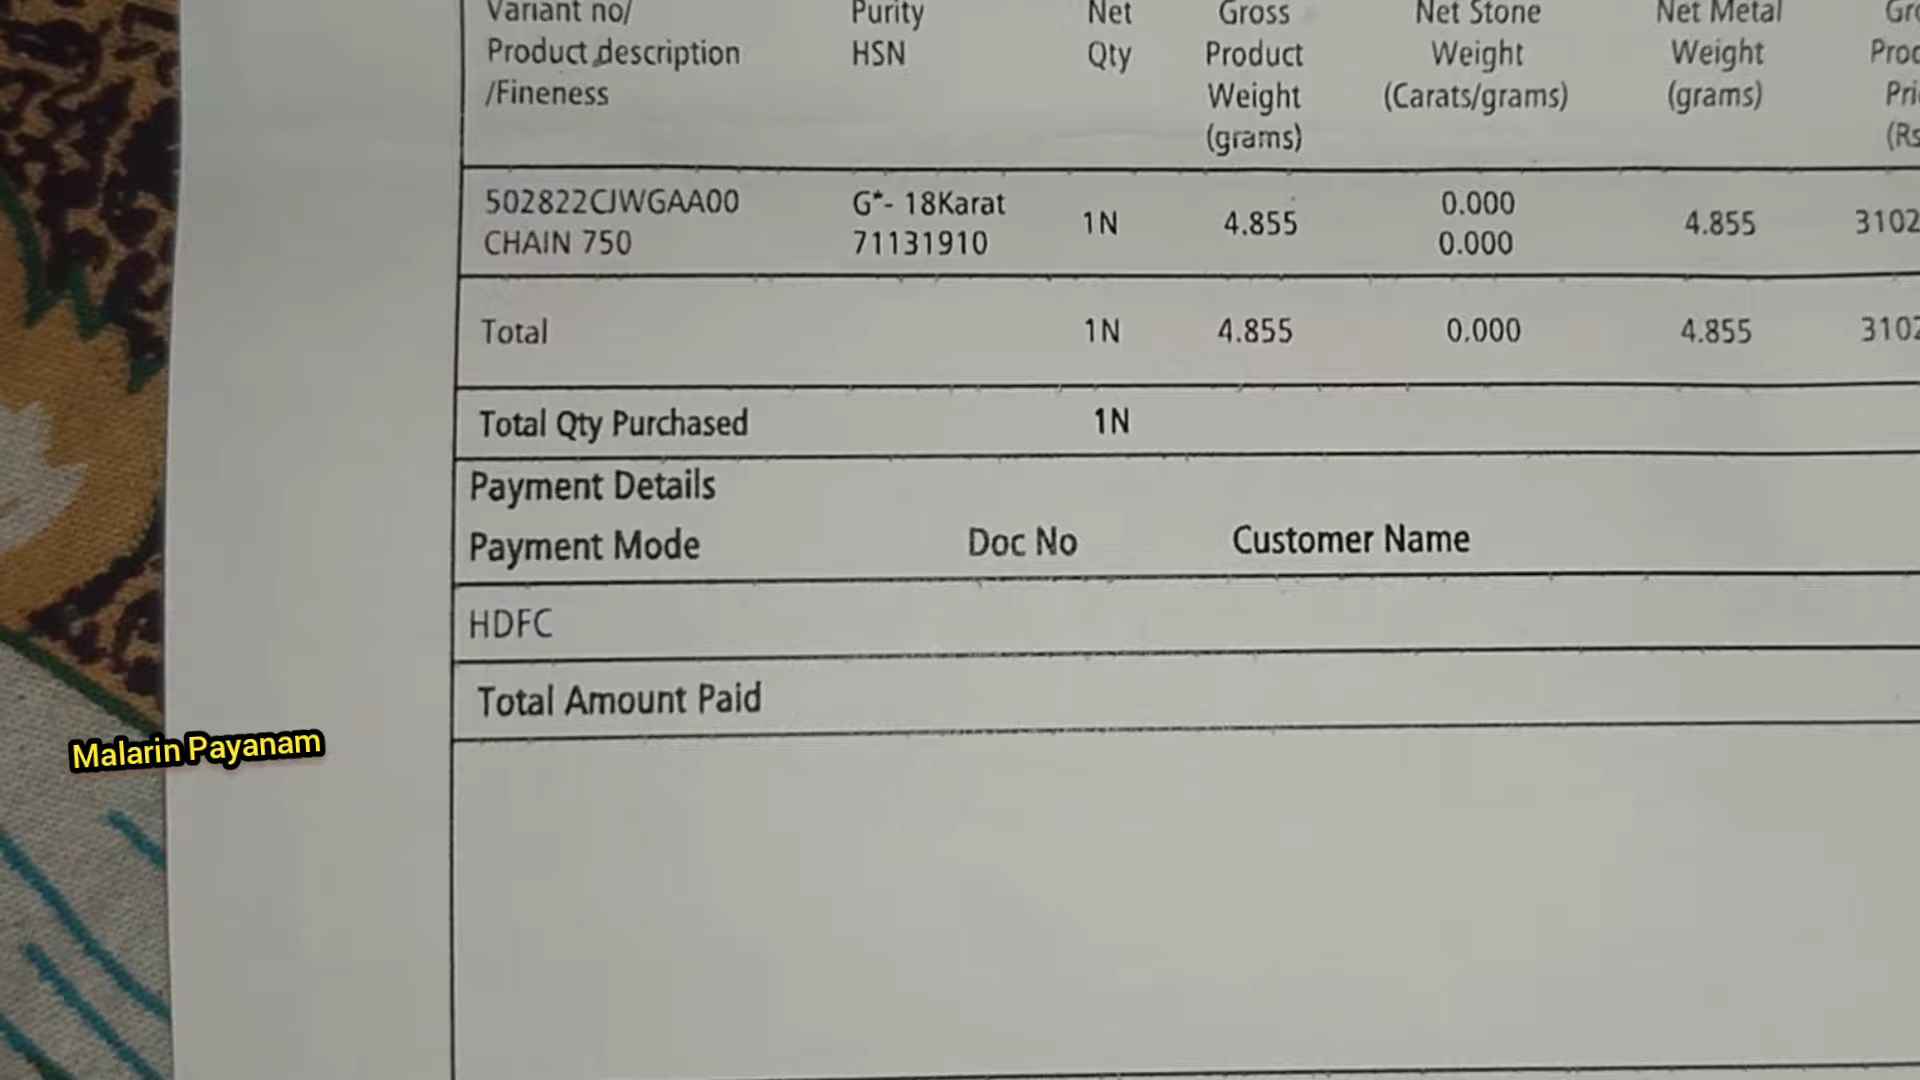 Variant no/ Purity Net Gross Net Stone Net Metal
Product description HSN Qty Product Weight Weight
/Fineness Weight (Carats/grams) (grams)
(grams) (Rs
502822CJWGAA00 G*- 18Karat 1N 4.855 0.000 4.855 3102
CHAIN 750 71131910 0.000
Total 1N 4.855 0.000 4.855 3102
Total Qty Purchased 1N
Payment Details
Payment Mode Doc No Customer Name
HDFC
Total Amount Paid
Malarin Payanam